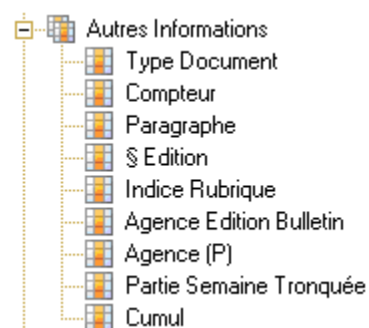 Autres Informations
Type Document
Compteur
Paragraphe
§ Edition
Indice Rubrique
Agence Edition Bulletin
Agence (P)
Partie Semaine Tronquée
Cumul